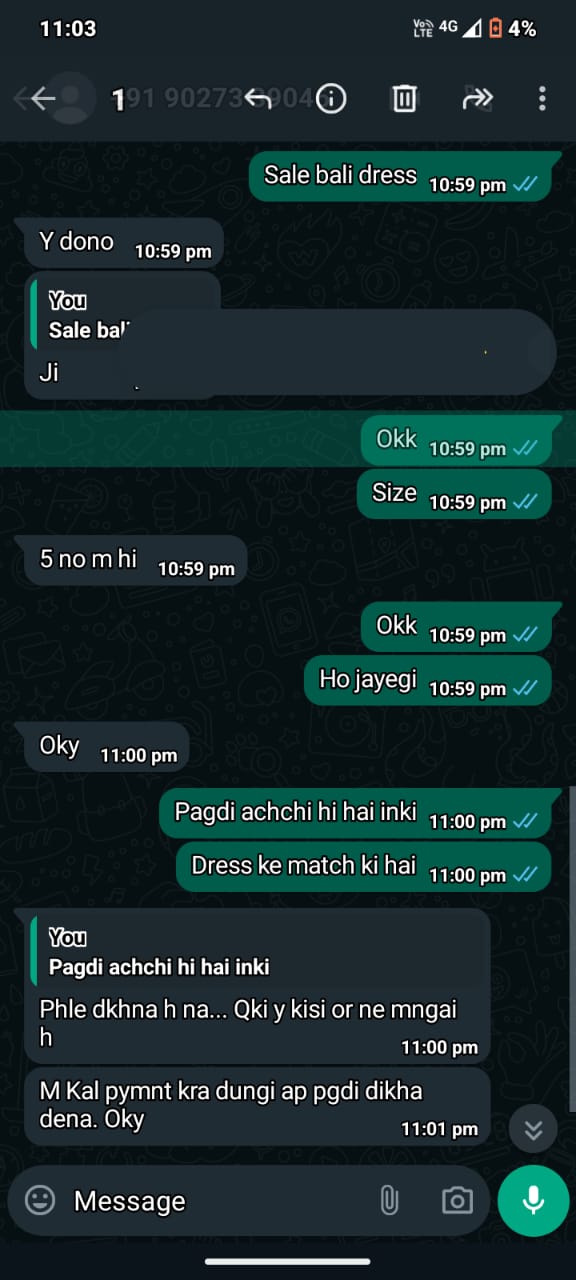 11:03
Vo))
LTE
4G
4%
1
Sale bali dress 10:59 pm
Y dono 10:59 pm
You
Sale bal
Ji
Okk 10:59 pm
Size 10:59 pm
5 no m hi 10:59 pm
Okk 10:59 pm
Ho jayegi 10:59 pm
Oky 11:00 pm
Pagdi achchi hi hai inki 11:00 pm
Dress ke match ki hai 11:00 pm
You
Pagdi achchi hi hai inki
Phle dkhna h na... Qki y kisi or ne mngai
h
11:00 pm
M Kal pymnt kra dungi ap pgdi dikha
dena. Oky
11:01 pm
Message